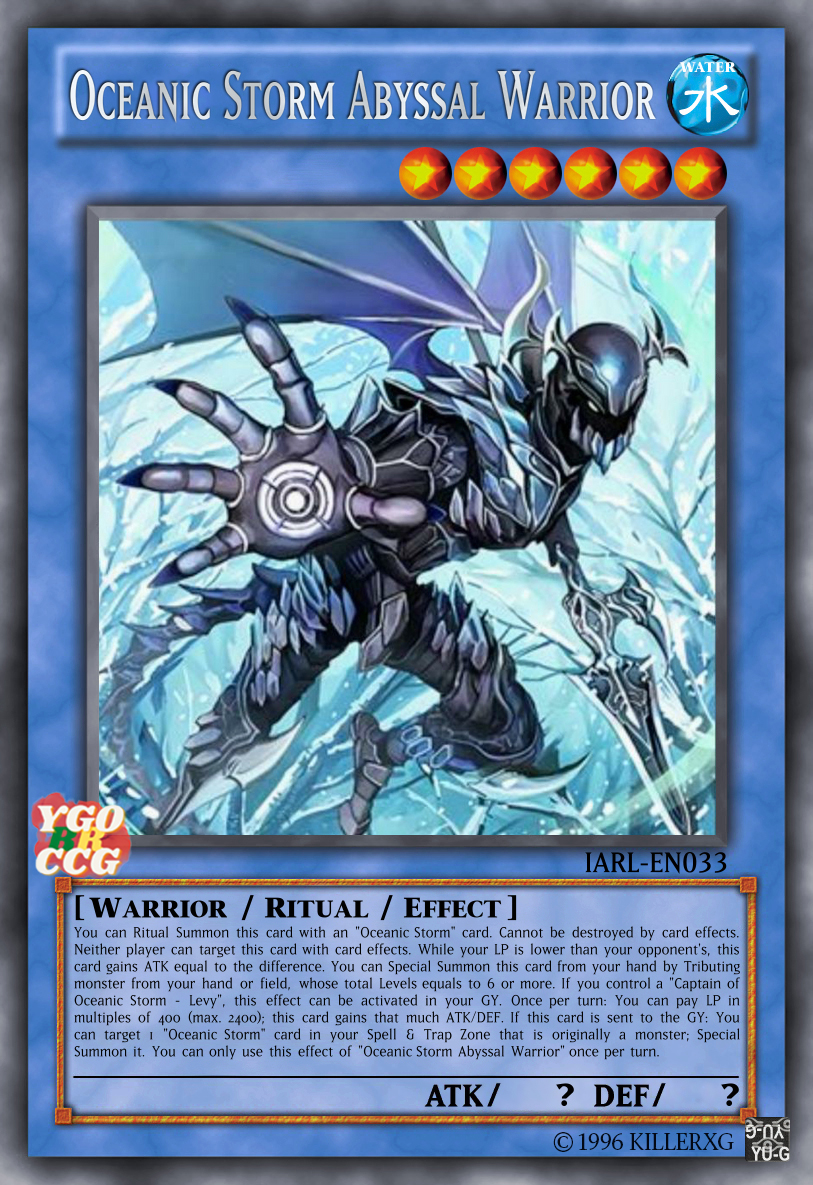 Oceanic Storm Abyssal Warrior
WATER
水
YGO
RR
CCG
IARL-EN033
[ Warrior / Ritual / Effect ]
You can Ritual Summon this card with an "Oceanic Storm" card. Cannot be destroyed by card effects.
Neither player can target this card with card effects. While your LP is lower than your opponent's, this
card gains ATK equal to the difference. You can Special Summon this card from your hand by Tributing
monster from your hand or field, whose total Levels equals to 6 or more. If you control a "Captain of
Oceanic Storm - Levy", this effect can be activated in your GY. Once per turn: You can pay LP in
multiples of 400 (max. 2400); this card gains that much ATK/DEF. If this card is sent to the GY: You
can target 1 "Oceanic Storm" card in your Spell & Trap Zone that is originally a monster; Special
Summon it. You can only use this effect of "Oceanic Storm Abyssal Warrior" once per turn.
ATK/ ? DEF/ ?
© 1996 KILLERXG
YU-G
YU-G